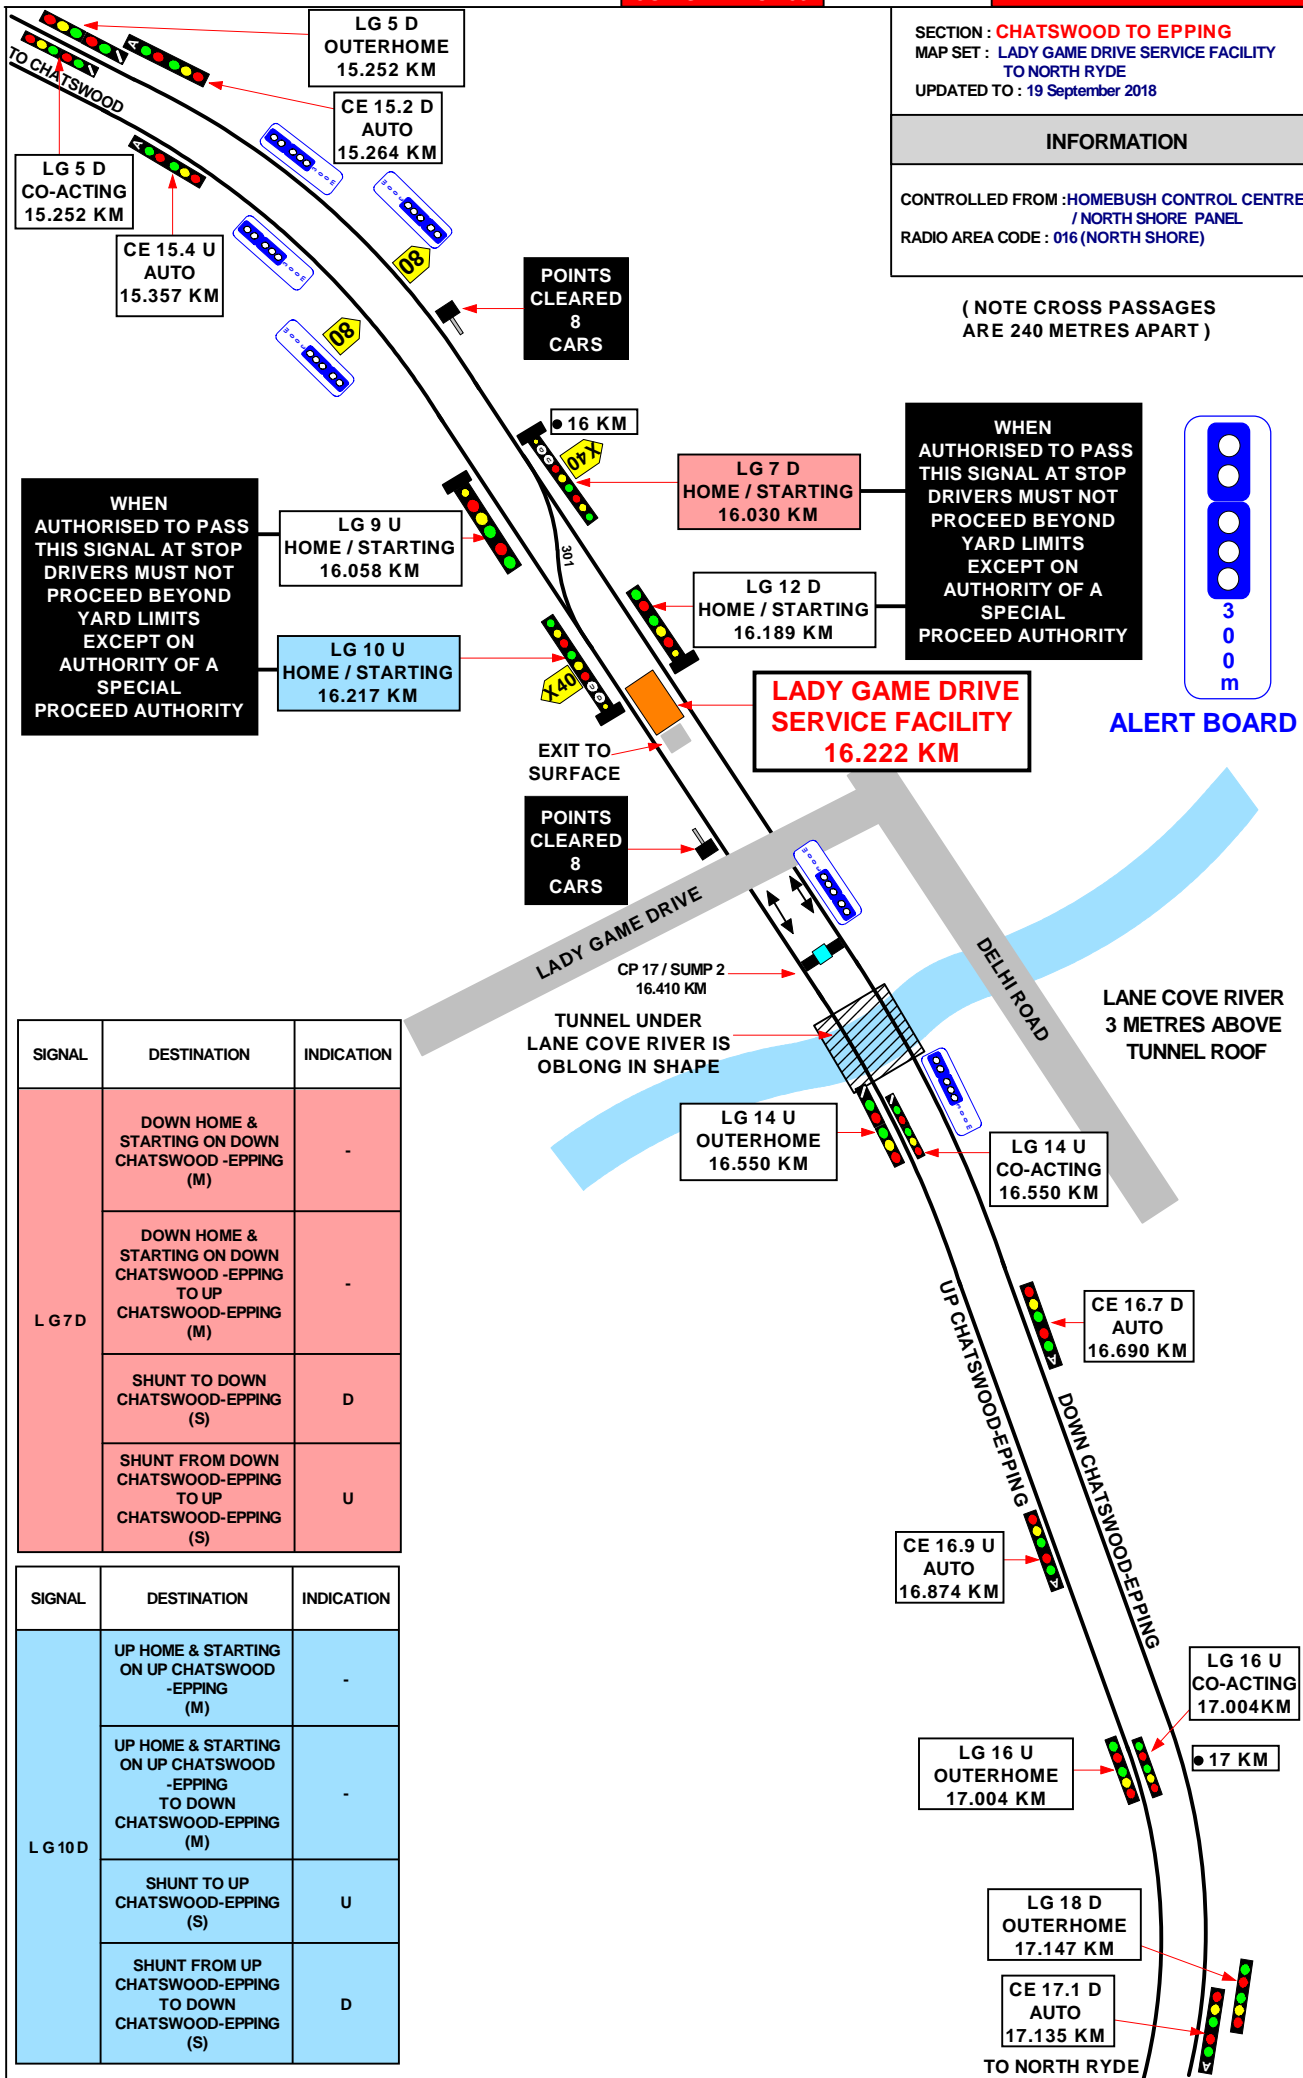 SECTION : CHATSWOOD TO EPPING
MAP SET : LADY GAME DRIVE SERVICE FACILITY
TO NORTH RYDE
UPDATED TO : 19 September 2018
INFORMATION
CONTROLLED FROM :HOMEBUSH CONTROL CENTRE
/ NORTH SHORE PANEL
RADIO AREA CODE : 016 (NORTH SHORE)
( NOTE CROSS PASSAGES
ARE 240 METRES APART )
LG 5 D
OUTERHOME
15.252 KM
A
TO CHATSWOOD
CE 15.2 D
AUTO
15.264 KM
LG 5 D
CO-ACTING
15.252 KM
A
CE 15.4 U
AUTO
15.357 KM
300m
300m
300m
300m
80
80
POINTS
CLEARED
8
CARS
16 KM
X40
LG 7 D
HOME / STARTING
16.030 KM
WHEN
AUTHORISED TO PASS
THIS SIGNAL AT STOP
DRIVERS MUST NOT
PROCEED BEYOND
YARD LIMITS
EXCEPT ON
AUTHORITY OF A
SPECIAL
PROCEED AUTHORITY
300m
ALERT BOARD
WHEN
AUTHORISED TO PASS
THIS SIGNAL AT STOP
DRIVERS MUST NOT
PROCEED BEYOND
YARD LIMITS
EXCEPT ON
AUTHORITY OF A
SPECIAL
PROCEED AUTHORITY
LG 9 U
HOME / STARTING
16.058 KM
301
LG 12 D
HOME / STARTING
16.189 KM
LG 10 U
HOME / STARTING
16.217 KM
X40
LADY GAME DRIVE
SERVICE FACILITY
16.222 KM
EXIT TO
SURFACE
POINTS
CLEARED
8
CARS
300m
LADY GAME DRIVE
DELHI ROAD
CP 17 / SUMP 2
16.410 KM
TUNNEL UNDER
LANE COVE RIVER IS
OBLONG IN SHAPE
LANE COVE RIVER
3 METRES ABOVE
TUNNEL ROOF
300m
LG 14 U
OUTERHOME
16.550 KM
LG 14 U
CO-ACTING
16.550 KM
UP CHATSWOOD-EPPING
DOWN CHATSWOOD-EPPING
CE 16.7 D
AUTO
16.690 KM
A
CE 16.9 U
AUTO
16.874 KM
A
LG 16 U
CO-ACTING
17.004KM
LG 16 U
OUTERHOME
17.004 KM
17 KM
LG 18 D
OUTERHOME
17.147 KM
CE 17.1 D
AUTO
17.135 KM
A
TO NORTH RYDE
SIGNAL DESTINATION INDICATION
L G 7 D
DOWN HOME &
STARTING ON DOWN
CHATSWOOD -EPPING
(M)
-
DOWN HOME &
STARTING ON DOWN
CHATSWOOD -EPPING
TO UP
CHATSWOOD-EPPING
(M)
-
SHUNT TO DOWN
CHATSWOOD-EPPING
(S)
D
SHUNT FROM DOWN
CHATSWOOD-EPPING
TO UP
CHATSWOOD-EPPING
(S)
U
SIGNAL DESTINATION INDICATION
L G 10 D
UP HOME & STARTING
ON UP CHATSWOOD
-EPPING
(M)
-
UP HOME & STARTING
ON UP CHATSWOOD
-EPPING
TO DOWN
CHATSWOOD-EPPING
(M)
-
SHUNT TO UP
CHATSWOOD-EPPING
(S)
U
SHUNT FROM UP
CHATSWOOD-EPPING
TO DOWN
CHATSWOOD-EPPING
(S)
D